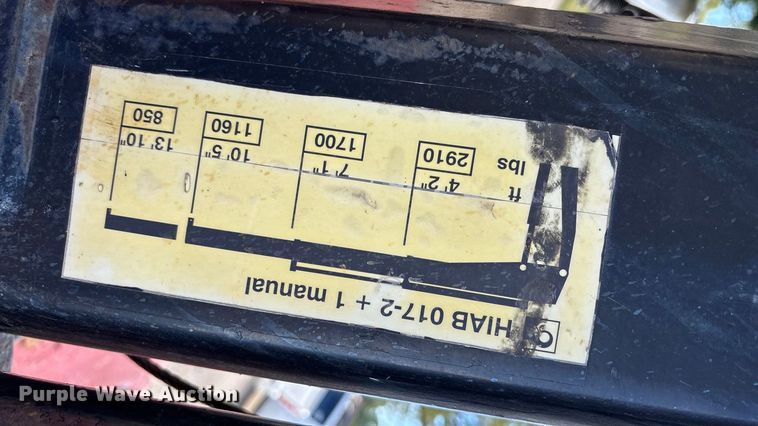 HIAB 017-2 + 1 manual
ft 4' 2" 7' 1" 10' 5" 13' 10"
lbs 2910 1700 1160 850
Purple Wave Auction